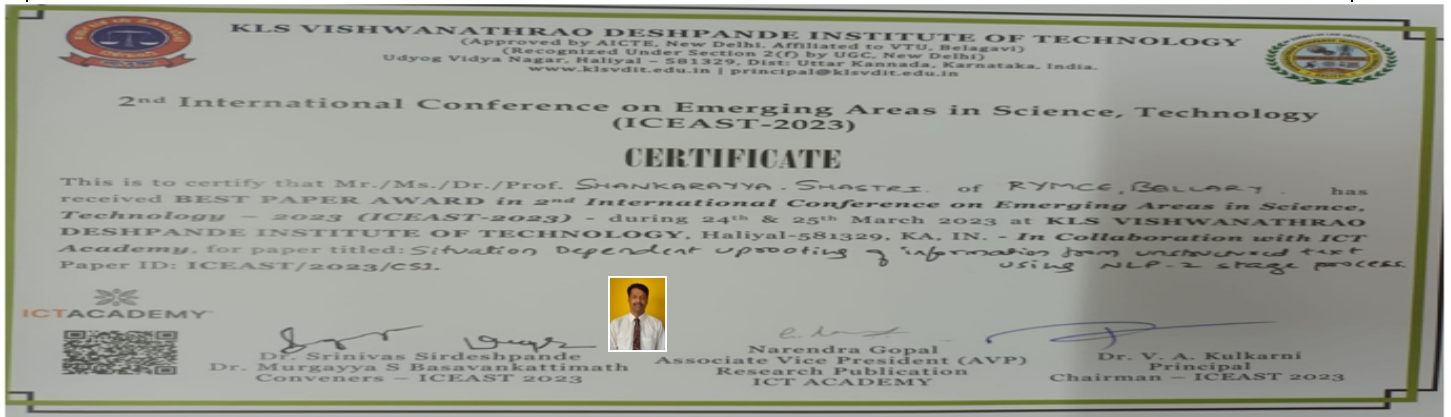 KLS VISHWANATHRAO DESHPANDE INSTITUTE OF TECHNOLOGY
(Approved by AICTE, New Delhi. Affiliated to VTU, Belagavi)
(Recognized Under Section 2(f) by UGC, New Delhi)
Udyog Vidya Nagar, Haliyal – 581329, Dist: Uttar Kannada, Karnataka, India.
www.klsvdit.edu.in | principal@klsvdit.edu.in
2nd International Conference on Emerging Areas in Science, Technology
(ICEAST-2023)
CERTIFICATE
This is to certify that Mr./Ms./Dr./Prof. SHANKARAYYA. SHASTRI. of RYMCE, BALLARY. has
received BEST PAPER AWARD in 2nd International Conference on Emerging Areas in Science,
Technology – 2023 (ICEAST-2023) - during 24th & 25th March 2023 at KLS VISHWANATHRAO
DESHPANDE INSTITUTE OF TECHNOLOGY, Haliyal-581329, KA, IN. - In Collaboration with ICT
Academy. for paper titled: Situation Dependent uprooting of information from unstructured text
using NLP-2 stage process.
Paper ID: ICEAST/2023/CS1.
ICTACADEMY
Dr. Srinivas Sirdeshpande
Dr. Murgayya S Basavankattimath
Conveners – ICEAST 2023
Narendra Gopal
Associate Vice President (AVP)
Research Publication
ICT ACADEMY
Dr. V. A. Kulkarni
Principal
Chairman – ICEAST 2023